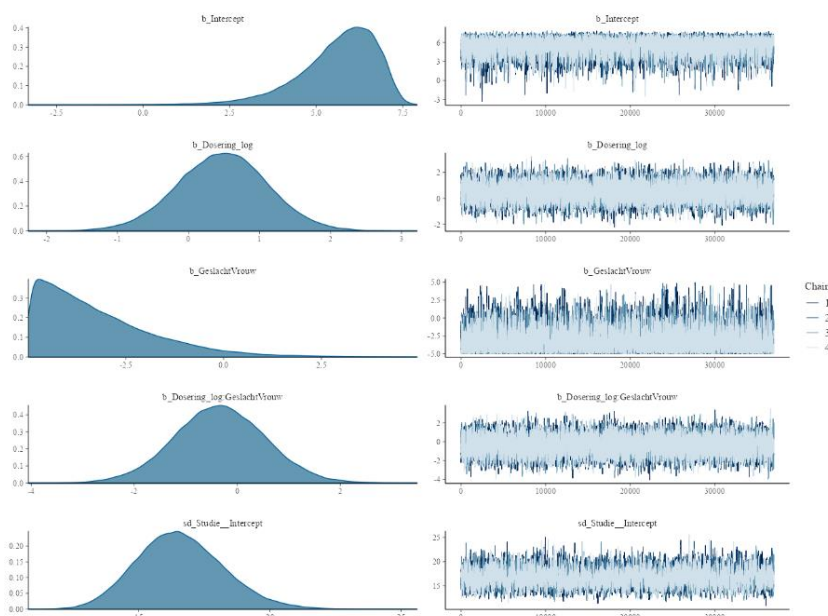 b_Intercept
0.4
0.3
0.2
0.1
0.0
-2.5 0.0 2.5 5.0 7.5
b_Intercept
6
3
0
-3
0 10000 20000 30000
b_Dosering_log
0.6
0.4
0.2
0.0
-2 -1 0 1 2 3
b_Dosering_log
2
0
-2
0 10000 20000 30000
b_GeslachtVrouw
0.3
0.2
0.1
0.0
-2.5 0.0 2.5
b_GeslachtVrouw
5.0
2.5
0.0
-2.5
-5.0
0 10000 20000 30000
Chain
1
2
3
4
b_Dosering_log:GeslachtVrouw
0.4
0.3
0.2
0.1
0.0
-4 -2 0 2
b_Dosering_log:GeslachtVrouw
2
0
-2
-4
0 10000 20000 30000
sd_Studie__Intercept
0.20
0.15
0.10
0.05
0.00
sd_Studie__Intercept
25
20
15